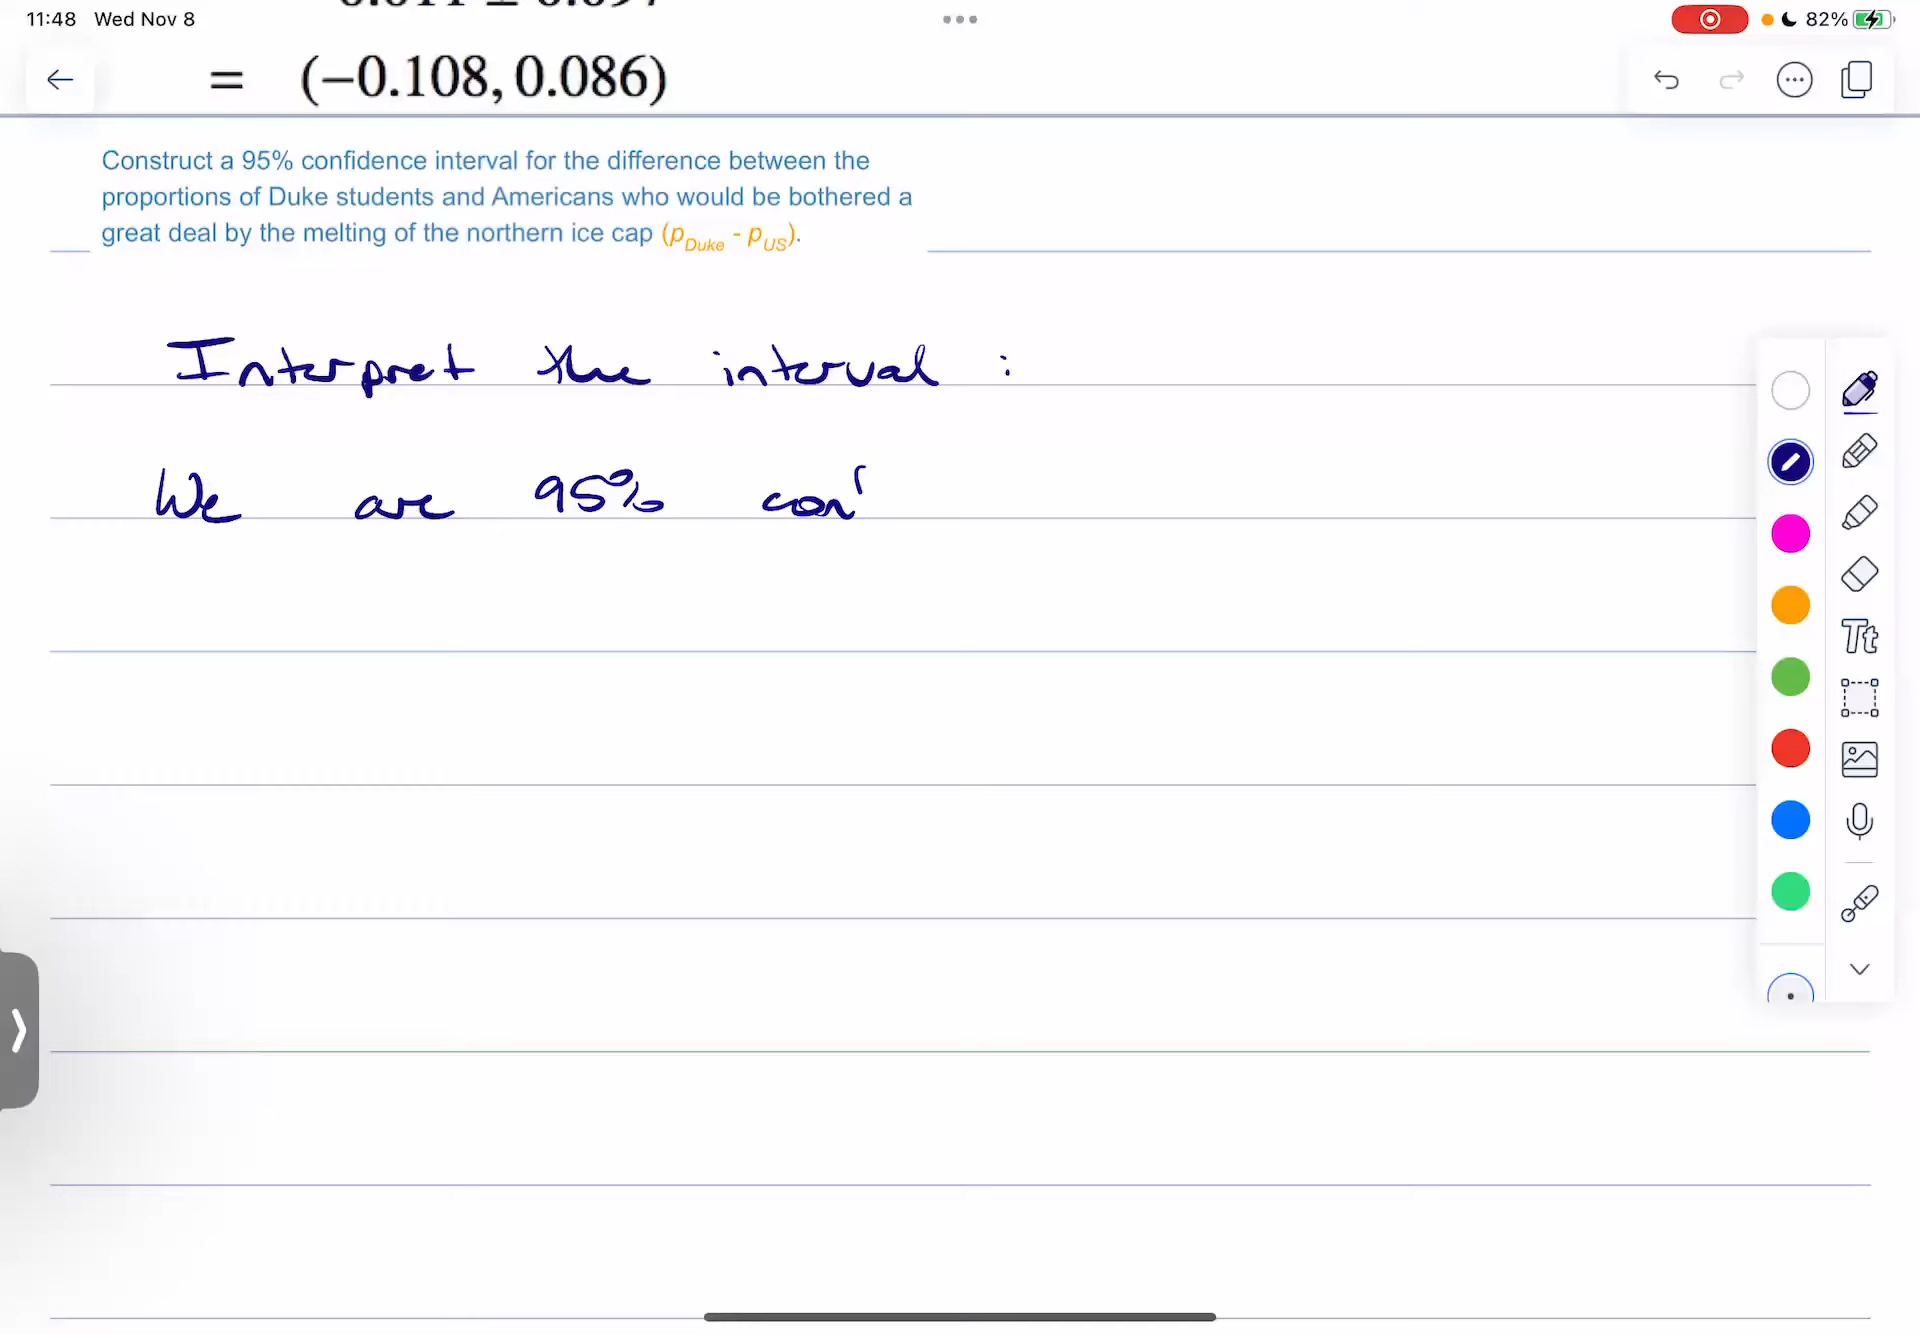 11:48 Wed Nov 8
82%
= (−0.108, 0.086)
Construct a 95% confidence interval for the difference between the
proportions of Duke students and Americans who would be bothered a
great deal by the melting of the northern ice cap (pDuke - pUS).
Interpret the interval :
We are 95% con
Tt